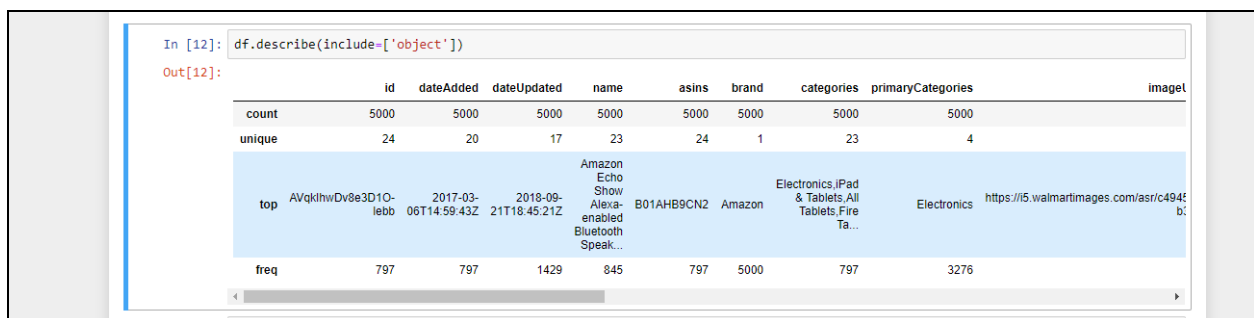 In [12]: df.describe(include=['object'])
Out[12]:
id dateAdded dateUpdated name asins brand categories primaryCategories imageU
count 5000 5000 5000 5000 5000 5000 5000 5000
unique 24 20 17 23 24 1 23 4
top AVqkIhwDv8e3D1O-lebb 2017-03-06T14:59:43Z 2018-09-21T18:45:21Z Amazon Echo Show Alexa-enabled Bluetooth Speak... B01AHB9CN2 Amazon Electronics,iPad & Tablets,All Tablets,Fire Ta... Electronics https://i5.walmartimages.com/asr/c4945 b3
freq 797 797 1429 845 797 5000 797 3276